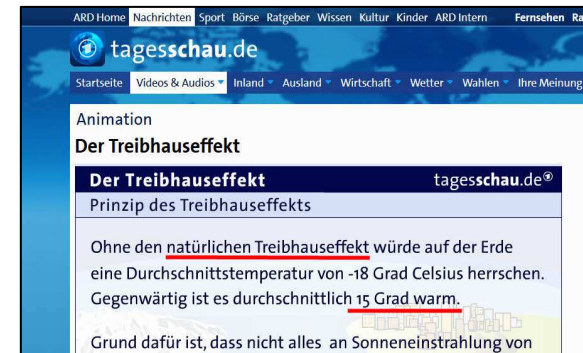 ARD Home Nachrichten Sport Börse Ratgeber Wissen Kultur Kinder ARD Intern Fernsehen
tagesschau.de
Startseite Videos & Audios Inland Ausland Wirtschaft Wetter Wahlen Ihre Meinung
Animation
Der Treibhauseffekt
Der Treibhauseffekt tagesschau.de
Prinzip des Treibhauseffekts
Ohne den natürlichen Treibhauseffekt würde auf der Erde
eine Durchschnittstemperatur von -18 Grad Celsius herrschen.
Gegenwärtig ist es durchschnittlich 15 Grad warm.
Grund dafür ist, dass nicht alles an Sonneneinstrahlung von